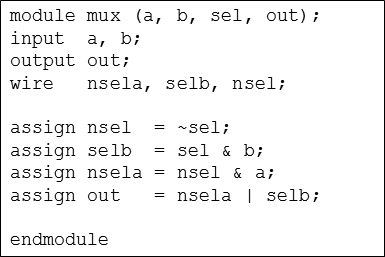 module mux (a, b, sel, out);
input  a, b;
output out;
wire   nsela, selb, nsel;

assign nsel  = ~sel;
assign selb  = sel & b;
assign nsela = nsel & a;
assign out   = nsela | selb;

endmodule